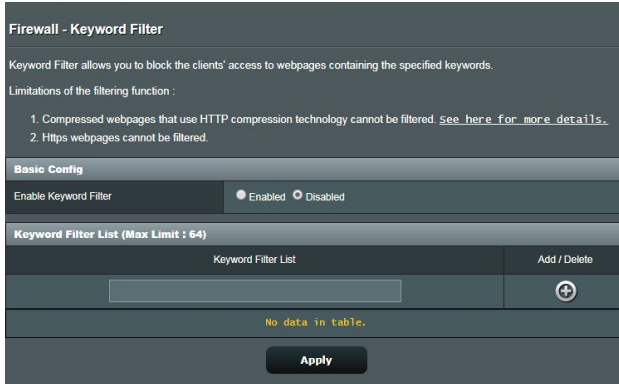 Firewall - Keyword Filter
Keyword Filter allows you to block the clients' access to webpages containing the specified keywords.
Limitations of the filtering function :
1. Compressed webpages that use HTTP compression technology cannot be filtered. See here for more details.
2. Https webpages cannot be filtered.
Basic Config
Enable Keyword Filter Enabled Disabled
Keyword Filter List (Max Limit : 64)
Keyword Filter List Add / Delete
No data in table.
Apply